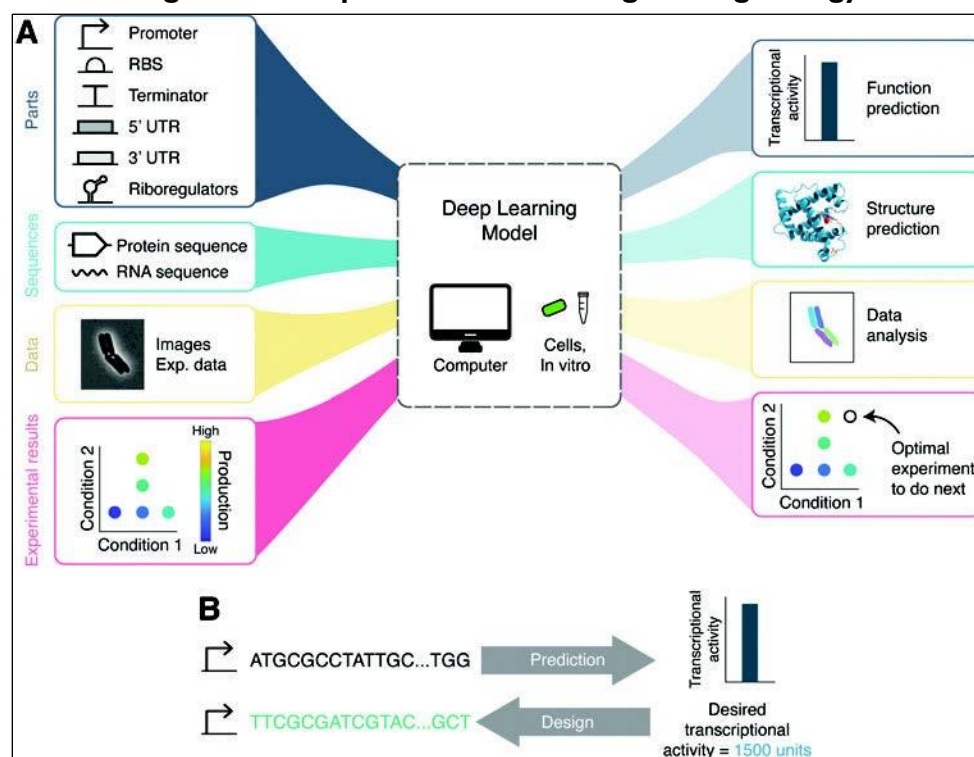 A
Parts
Promoter
RBS
Terminator
5' UTR
3' UTR
Riboregulators
Sequences
Protein sequence
RNA sequence
Data
Images
Exp. data
Experimental results
Condition 2
Condition 1
High
Production
Low
Deep Learning
Model
Computer
Cells,
In vitro
Transcriptional
activity
Function
prediction
Structure
prediction
Data
analysis
Condition 2
Condition 1
Optimal
experiment
to do next
B
ATGCGCCTATTGC...TGG
Prediction
Transcriptional
activity
TTCGCGATCGTAC...GCT
Design
Desired
transcriptional
activity = 1500 units